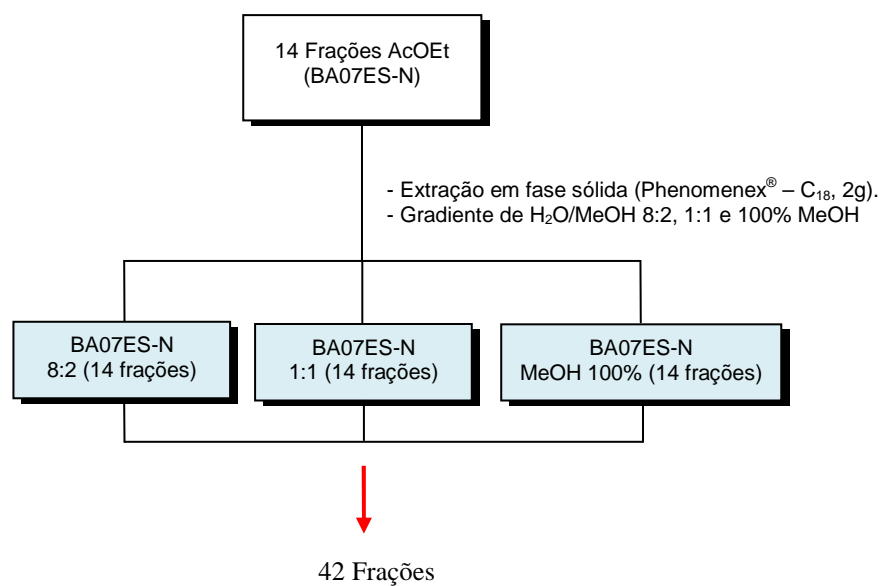 14 Frações AcOEt
(BA07ES-N)
- Extração em fase sólida (Phenomenex® – C₁₈, 2g).
- Gradiente de H₂O/MeOH 8:2, 1:1 e 100% MeOH
BA07ES-N
8:2 (14 frações)
BA07ES-N
1:1 (14 frações)
BA07ES-N
MeOH 100% (14 frações)
42 Frações